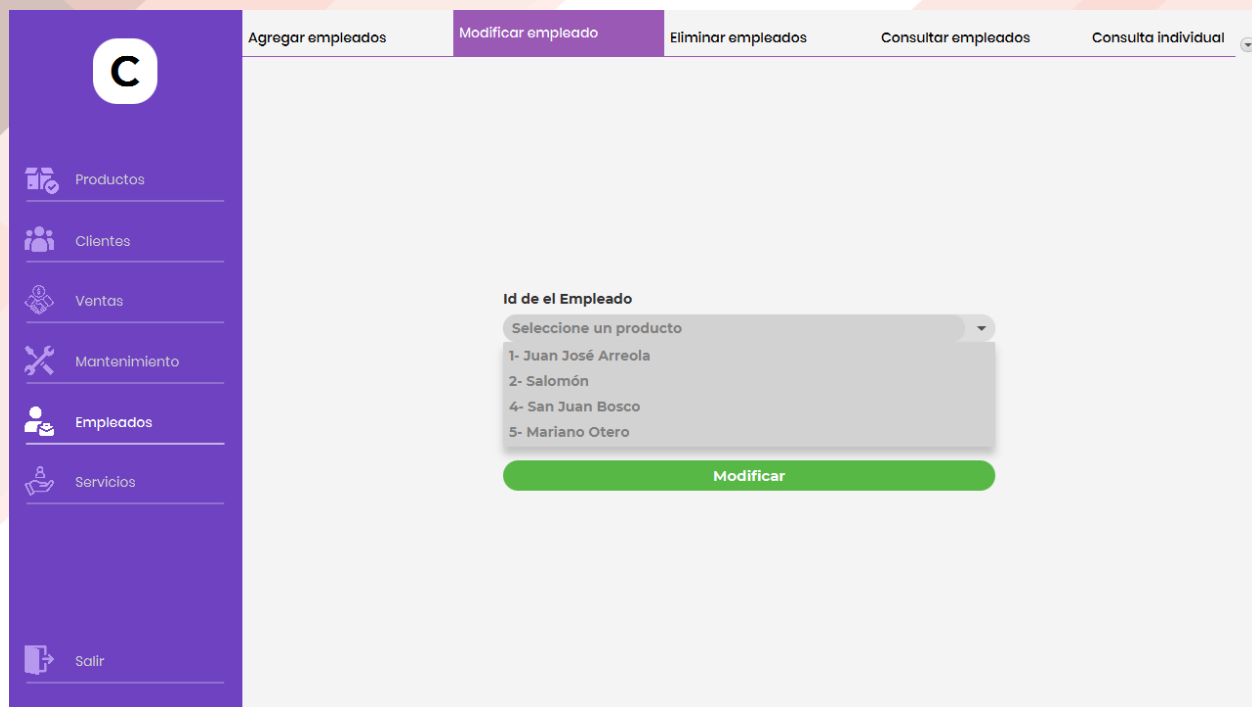 C
Agregar empleados
Modificar empleado
Eliminar empleados
Consultar empleados
Consulta individual
Productos
Clientes
Ventas
Mantenimiento
Empleados
Servicios
Salir
Id de el Empleado
Seleccione un producto
1- Juan José Arreola
2- Salomón
4- San Juan Bosco
5- Mariano Otero
Modificar